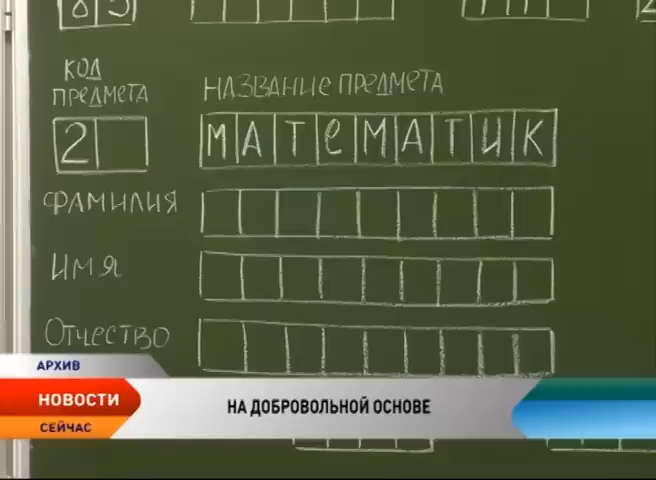 КОД
ПРЕДМЕТА
НАЗВАНИЕ ПРЕДМЕТА
2
МАТЕМАТИК
ФАМИЛИЯ
ИМЯ
ОТЧЕСТВО
АРХИВ
НОВОСТИ
СЕЙЧАС
НА ДОБРОВОЛЬНОЙ ОСНОВЕ